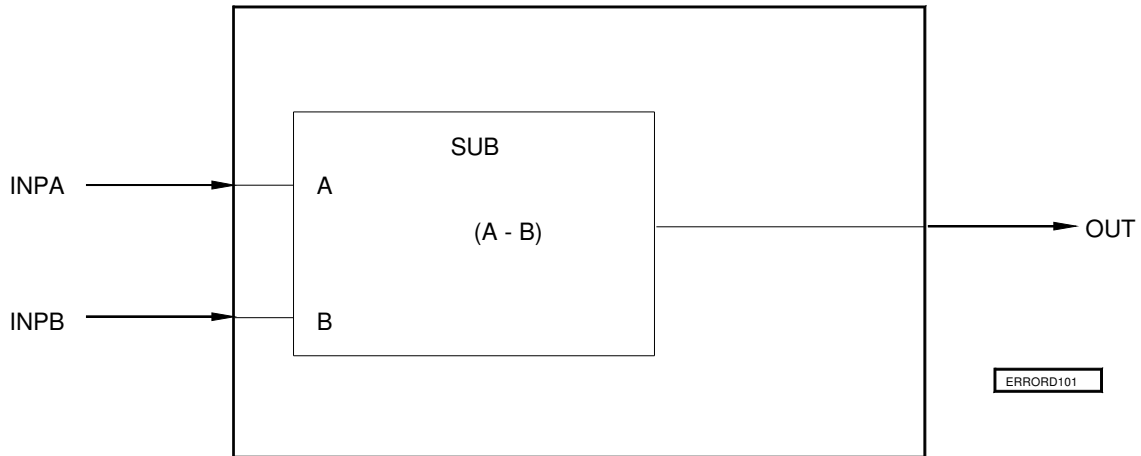 SUB
INPA
A
(A - B)
OUT
INPB
B
ERRORD101